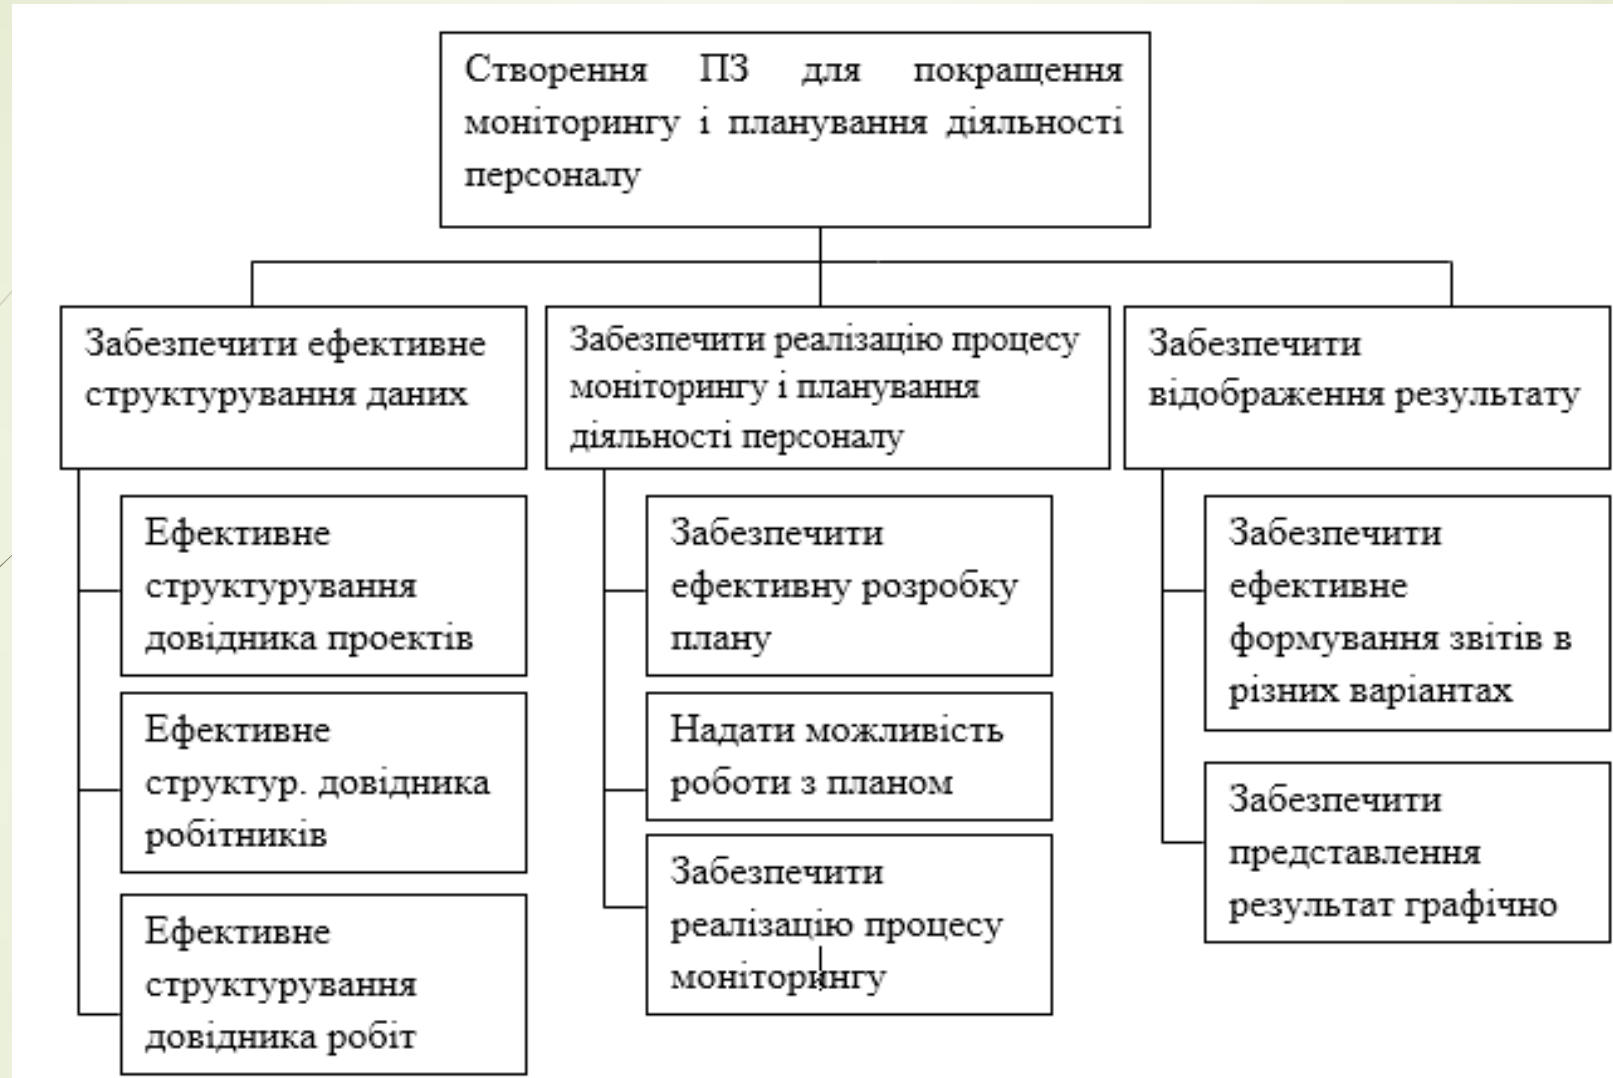 Створення ПЗ для покращення
моніторингу і планування діяльності
персоналу
Забезпечити ефективне
структурування даних
Ефективне
структурування
довідника проектів
Ефективне
структур. довідника
робітників
Ефективне
структурування
довідника робіт
Забезпечити реалізацію процесу
моніторингу і планування
діяльності персоналу
Забезпечити
ефективну розробку
плану
Надати можливість
роботи з планом
Забезпечити
реалізацію процесу
моніторингу
Забезпечити
відображення результату
Забезпечити
ефективне
формування звітів в
різних варіантах
Забезпечити
представлення
результат графічно